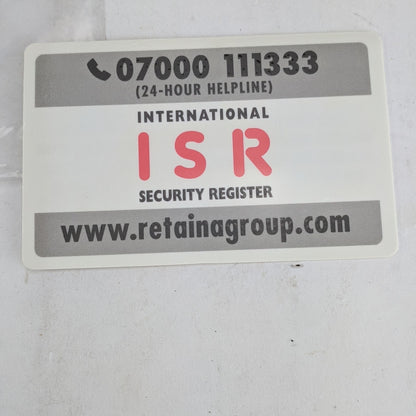 07000 111333
(24-HOUR HELPLINE)
INTERNATIONAL
ISR
SECURITY REGISTER
www.retainagroup.com